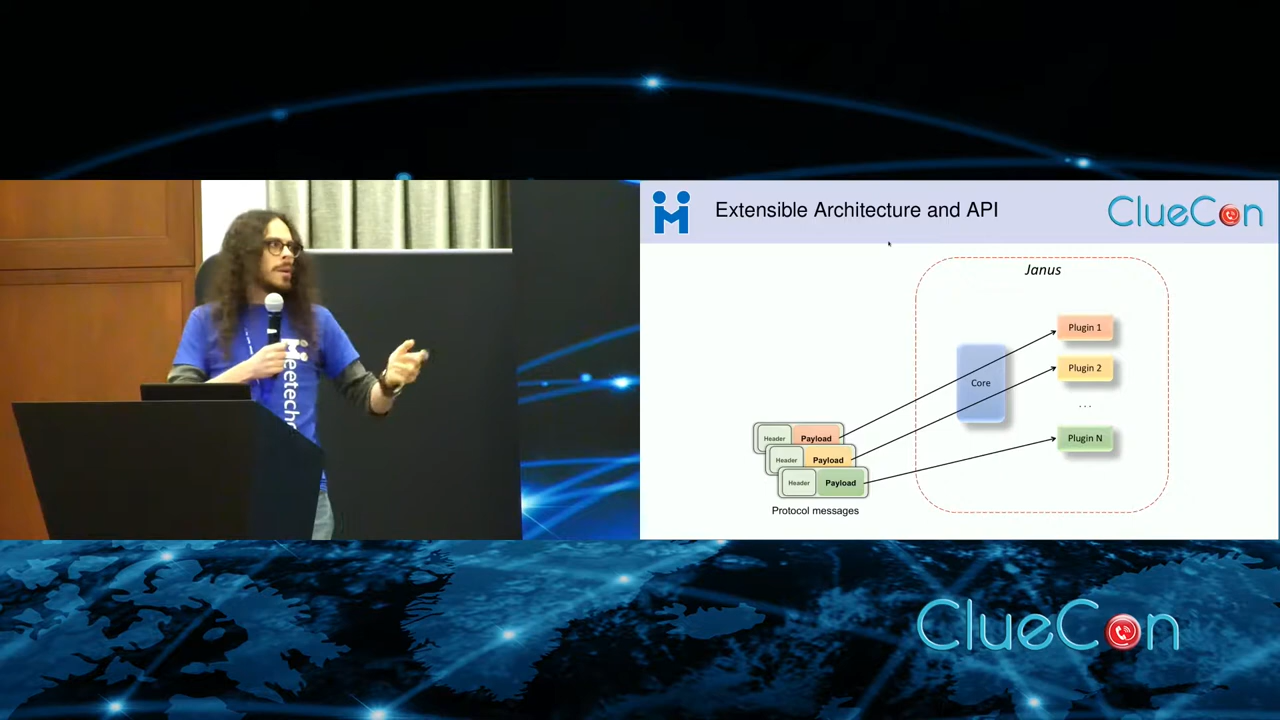 Meetecho
Extensible Architecture and API
ClueCon
Janus
Plugin 1
Plugin 2
...
Plugin N
Core
Header
Payload
Header
Payload
Header
Payload
Protocol messages
ClueCon